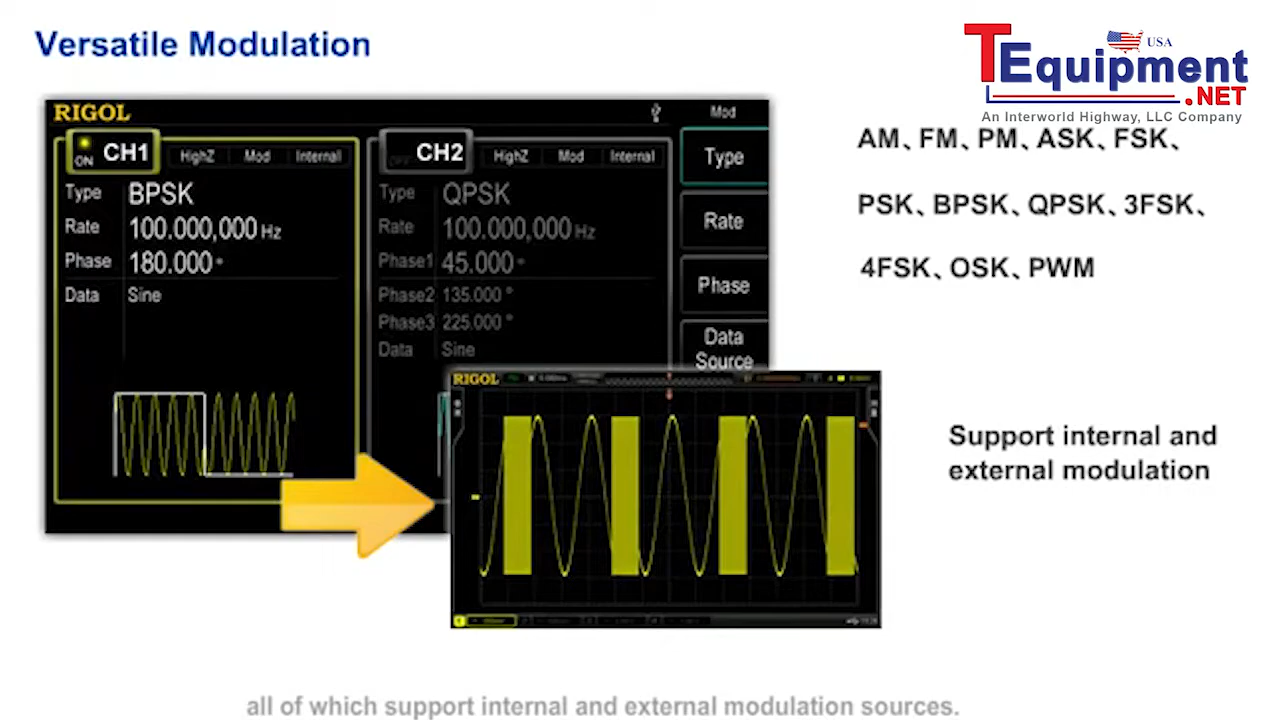 Versatile Modulation
TEquipment
USA
.NET
An Interworld Highway, LLC Company
RIGOL
Mod
ON CH1 HighZ Mod Internal
Type BPSK
Rate 100.000,000 Hz
Phase 180.000 °
Data Sine
OFF CH2 HighZ Mod Internal
Type QPSK
Rate 100.000,000 Hz
Phase1 45.000 °
Phase2 135.000 °
Phase3 225.000 °
Data Sine
Type
Rate
Phase
Data
Source
AM、FM、PM、ASK、FSK、
PSK、BPSK、QPSK、3FSK、
4FSK、OSK、PWM
RIGOL
Support internal and
external modulation
all of which support internal and external modulation sources.